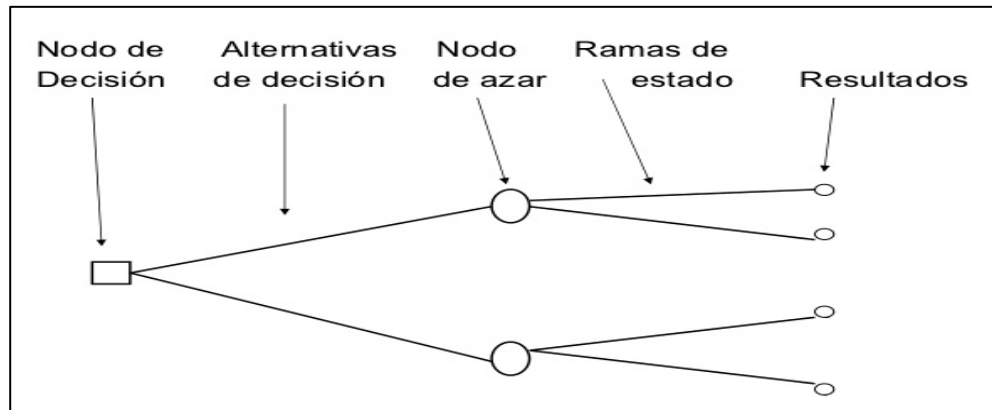 Nodo de Alternativas Nodo Ramas de
Decisión de decisión de azar estado Resultados